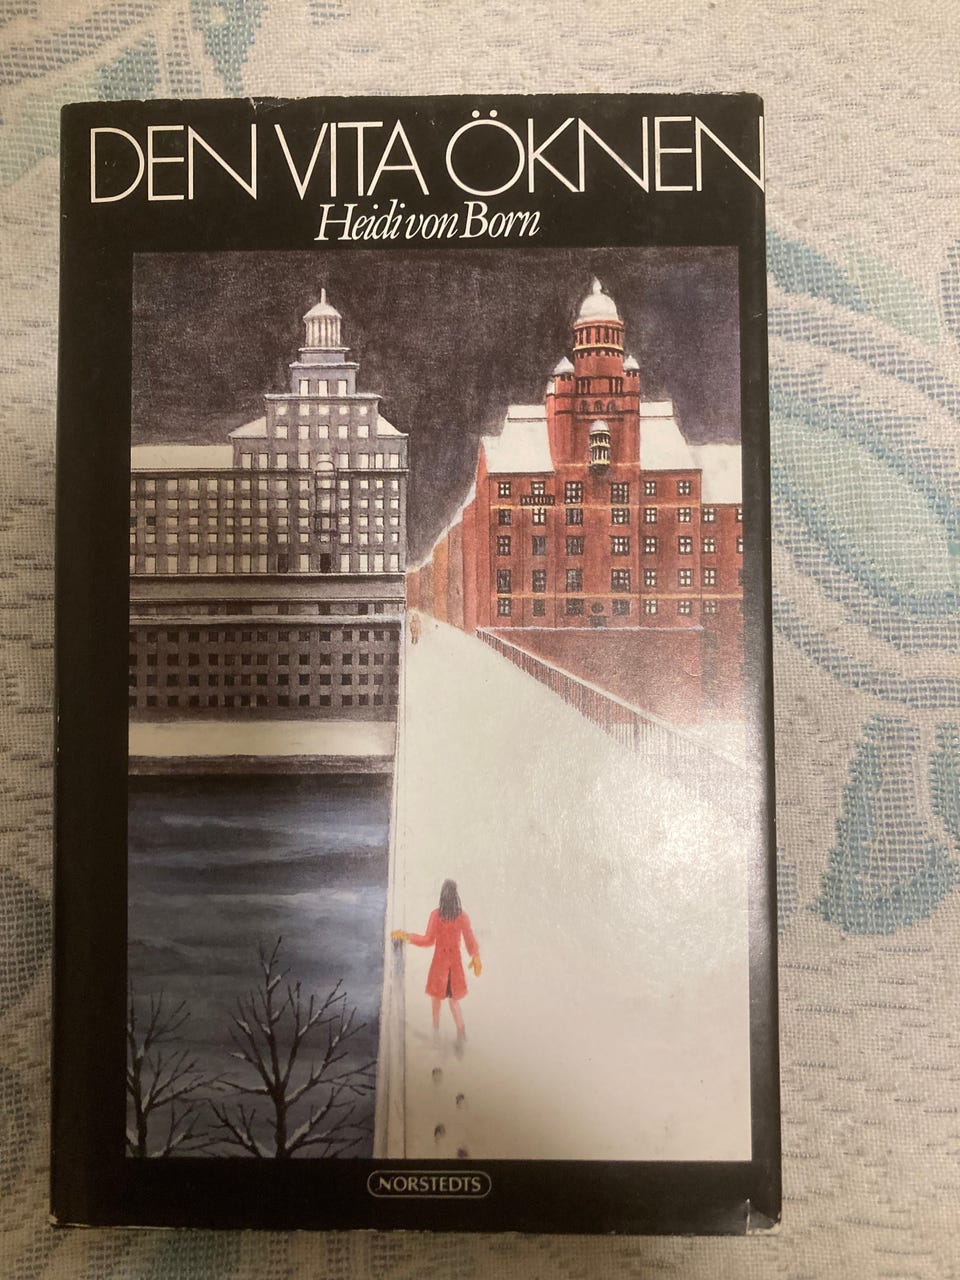 DEN VITA ÖKNEN
Heidi von Born
NORSTEDTS